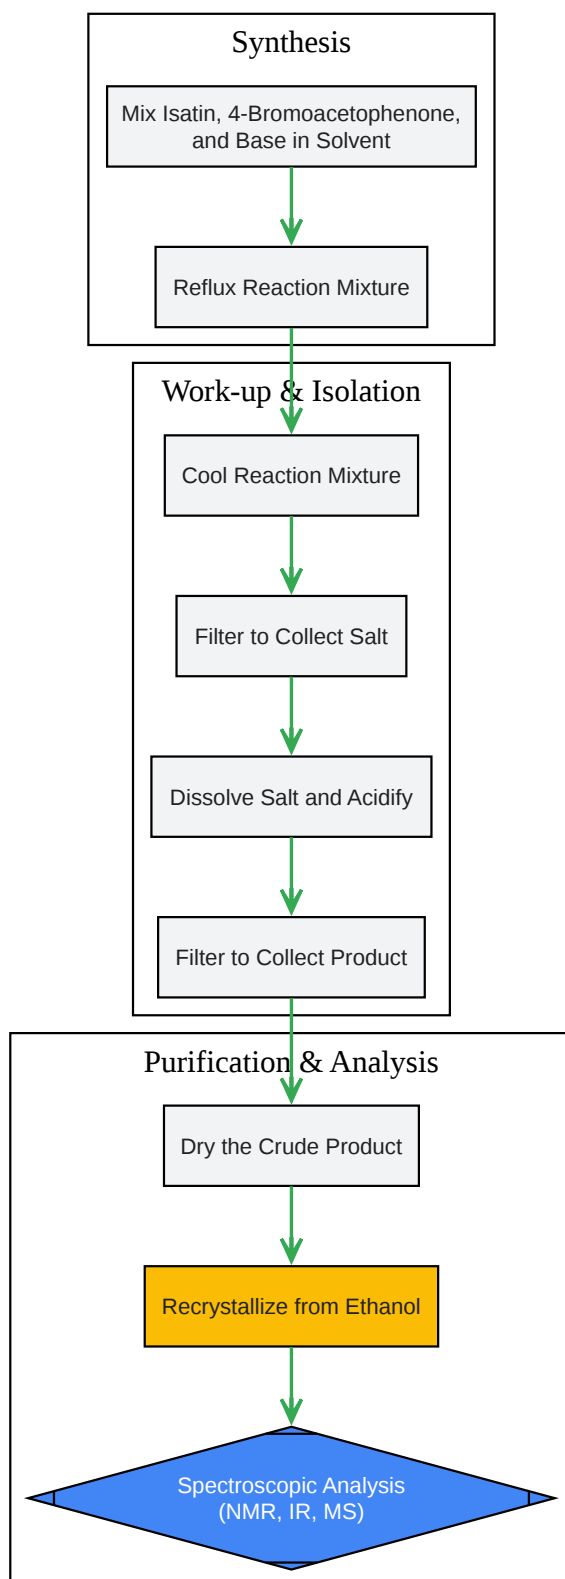 Synthesis
Mix Isatin, 4-Bromoacetophenone,
and Base in Solvent
Reflux Reaction Mixture
Work-up & Isolation
Cool Reaction Mixture
Filter to Collect Salt
Dissolve Salt and Acidify
Filter to Collect Product
Purification & Analysis
Dry the Crude Product
Recrystallize from Ethanol
Spectroscopic Analysis
(NMR, IR, MS)